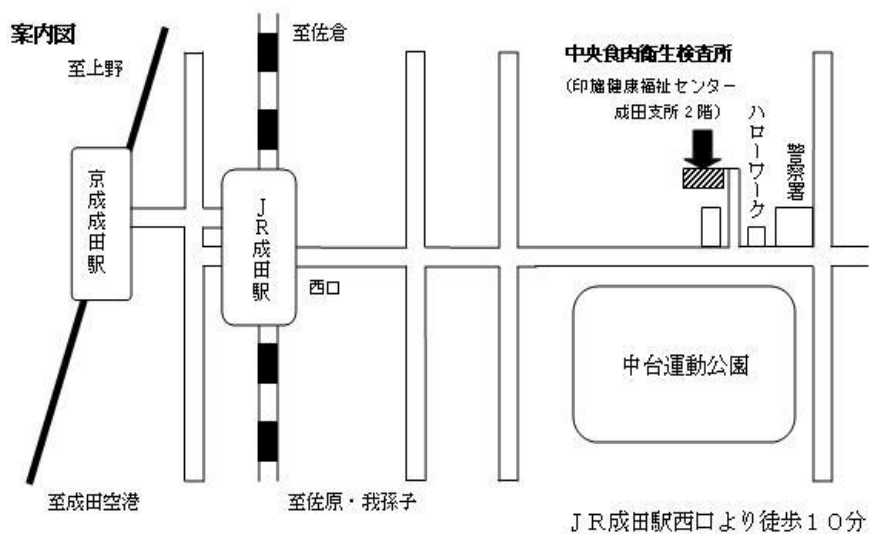 案内図
至上野
至佐倉
中央食肉衛生検査所
(印旛健康福祉センター
成田支所2階)
ハローワーク
警察署
京成成田駅
JR成田駅
西口
中台運動公園
至成田空港
至佐原・我孫子
JR成田駅西口より徒歩10分